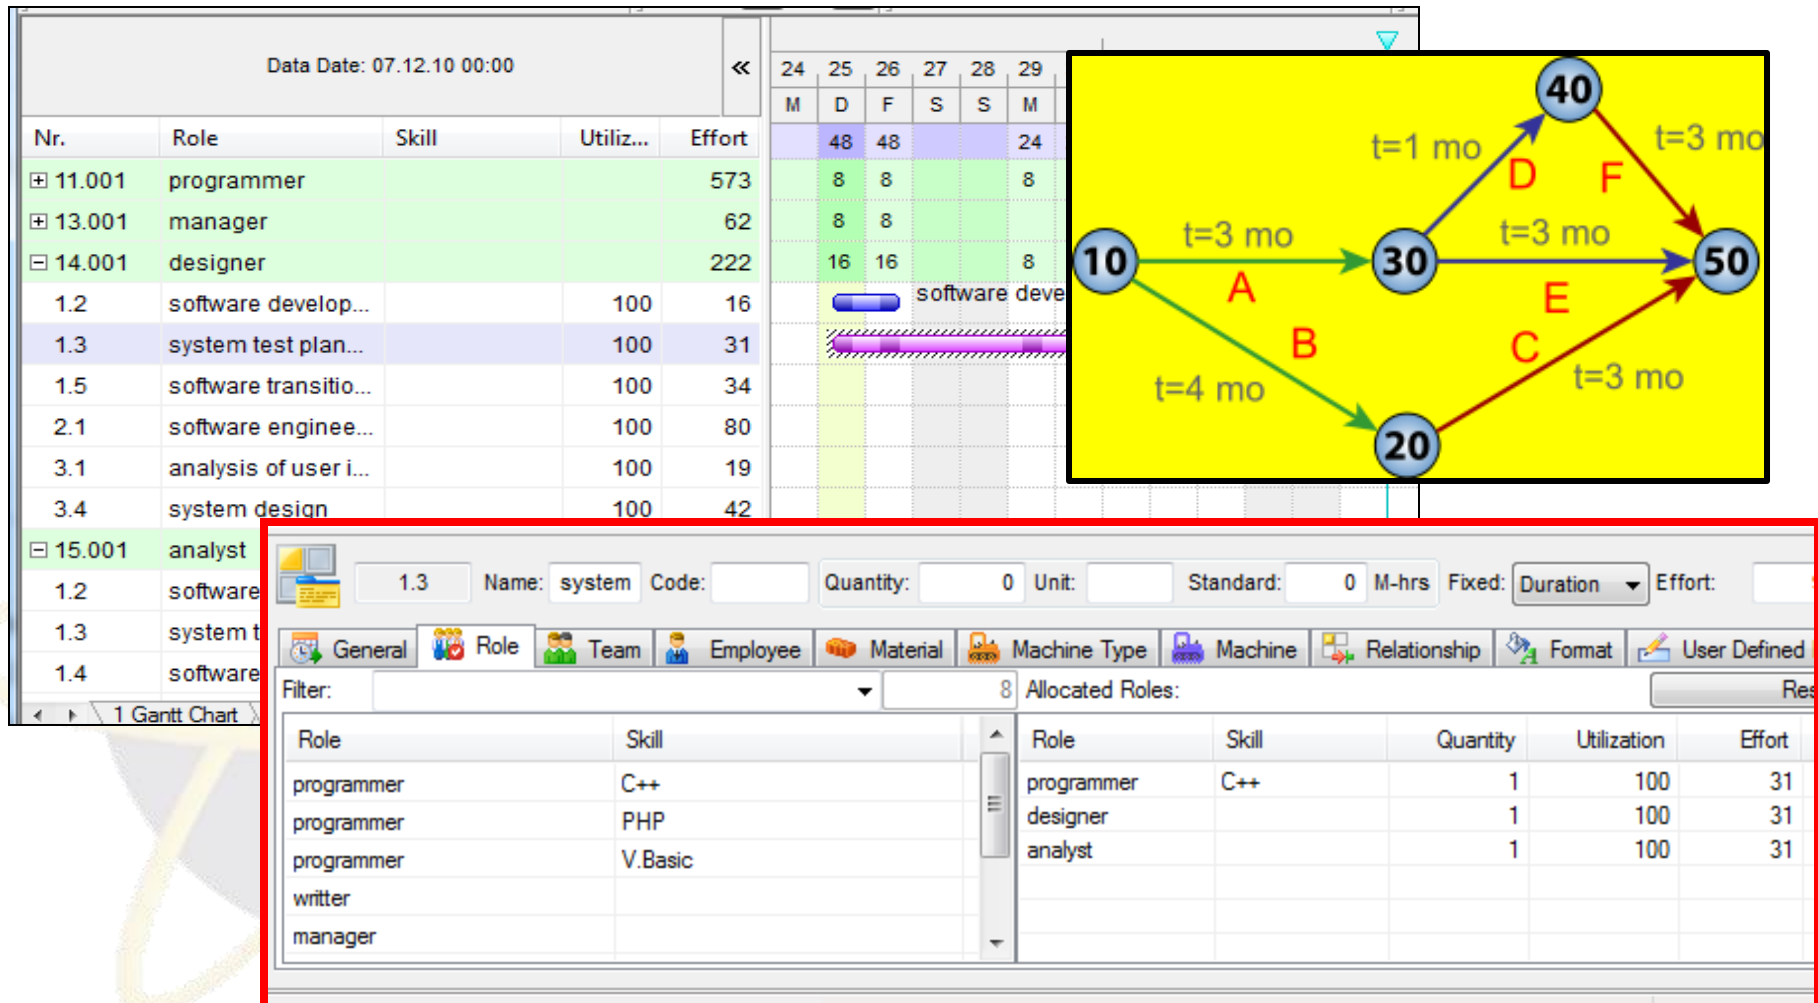 Data Date: 07.12.10 00:00 «
24 25 26 27 28 29
M D F S S M
Nr. Role Skill Utiliz... Effort
48 48 24
11.001 programmer 573 8 8 8
13.001 manager 62 8 8
14.001 designer 222 16 16 8
1.2 software develop... 100 16 software deve
1.3 system test plan... 100 31
1.5 software transitio... 100 34
2.1 software enginee... 100 80
3.1 analysis of user i... 100 19
3.4 system design 100 42
15.001 analyst
1.2 software
1.3 system t
1.4 software
1 Gantt Chart
40
t=1 mo t=3 mo
D F
t=3 mo t=3 mo
10 30 50
A E
B C
t=4 mo t=3 mo
20
1.3 Name: system Code: Quantity: 0 Unit: Standard: 0 M-hrs Fixed: Duration Effort:
General Role Team Employee Material Machine Type Machine Relationship Format User Defined
Filter: 8 Allocated Roles: Res
Role Skill
programmer C++
programmer PHP
programmer V.Basic
writter
manager
Role Skill Quantity Utilization Effort
programmer C++ 1 100 31
designer 1 100 31
analyst 1 100 31